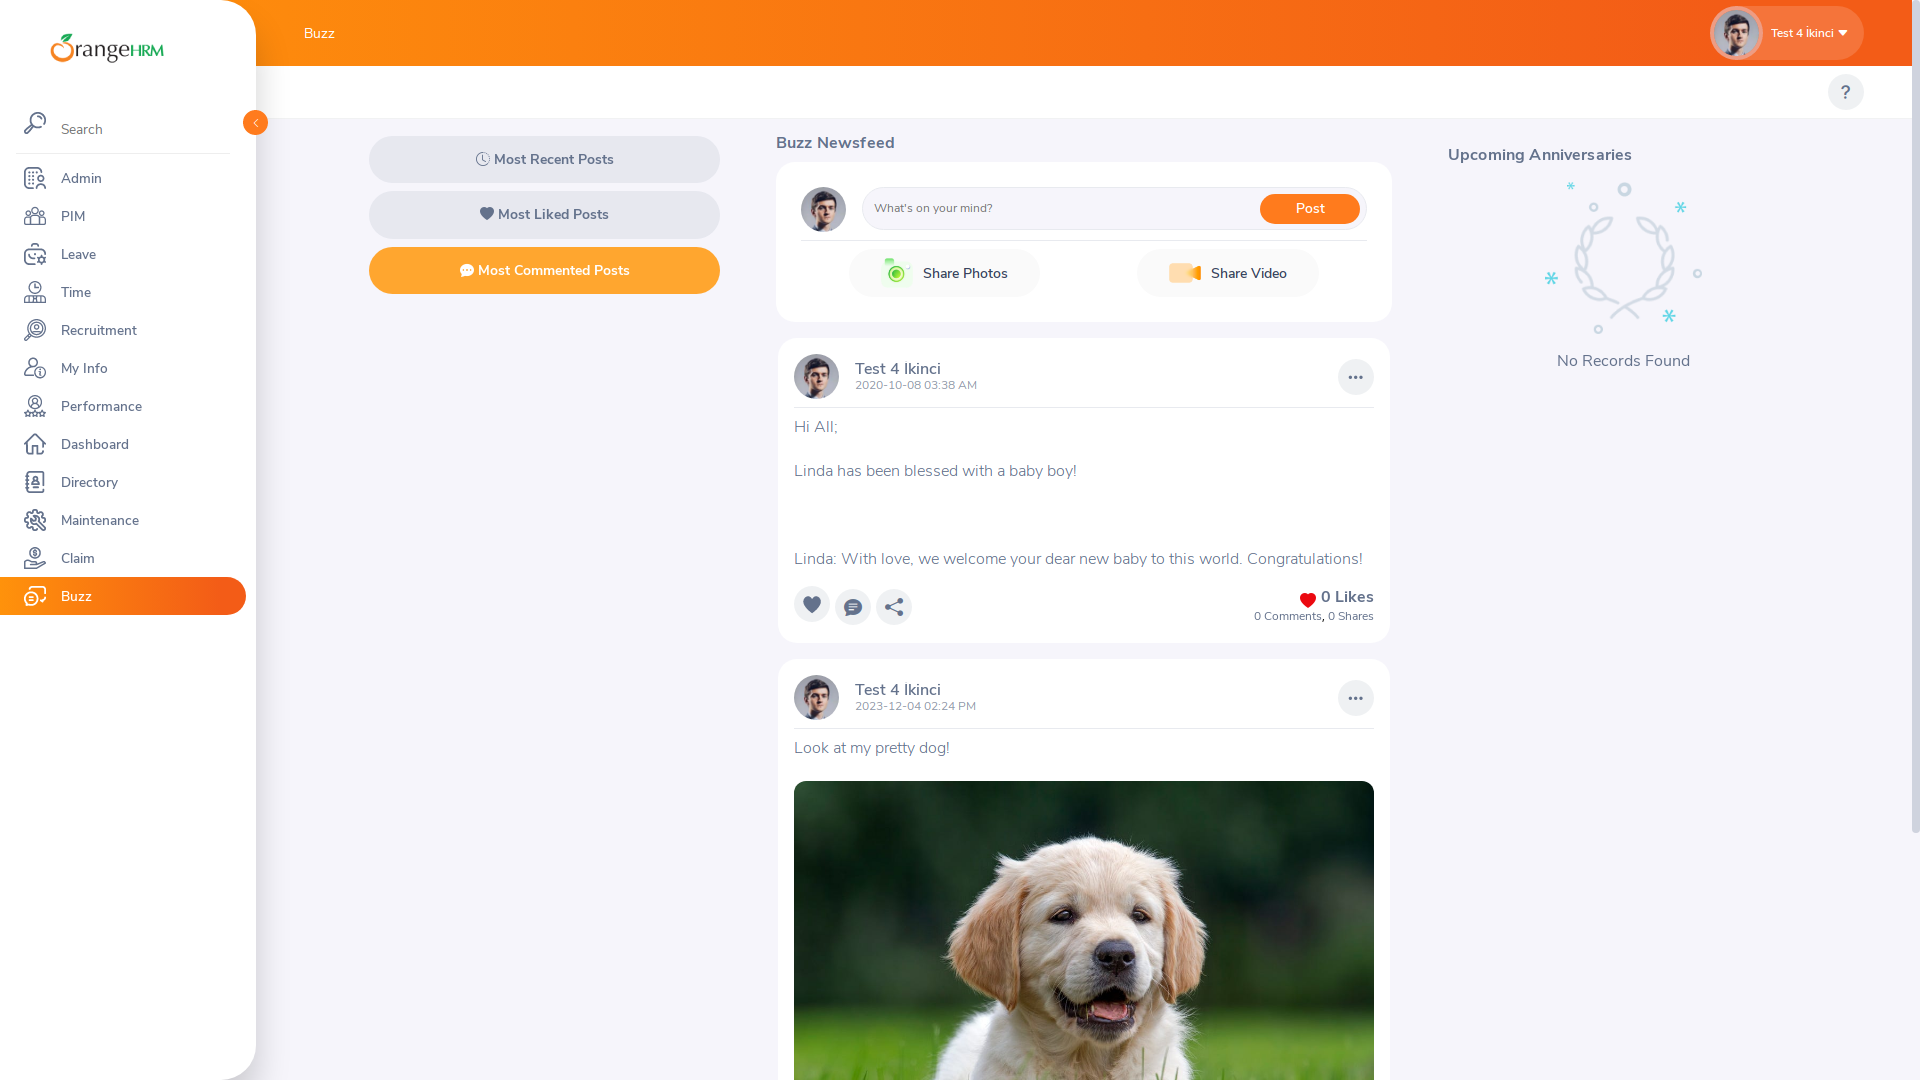 OrangeHRM
Search
Admin
PIM
Leave
Time
Recruitment
My Info
Performance
Dashboard
Directory
Maintenance
Claim
Buzz
Buzz
Test 4 İkinci
?
Most Recent Posts
Most Liked Posts
Most Commented Posts
Buzz Newsfeed
What's on your mind?
Post
Share Photos
Share Video
Test 4 Ikinci
2020-10-08 03:38 AM
Hi All;
Linda has been blessed with a baby boy!
Linda: With love, we welcome your dear new baby to this world. Congratulations!
0 Likes
0 Comments, 0 Shares
Test 4 Ikinci
2023-12-04 02:24 PM
Look at my pretty dog!
Upcoming Anniversaries
No Records Found